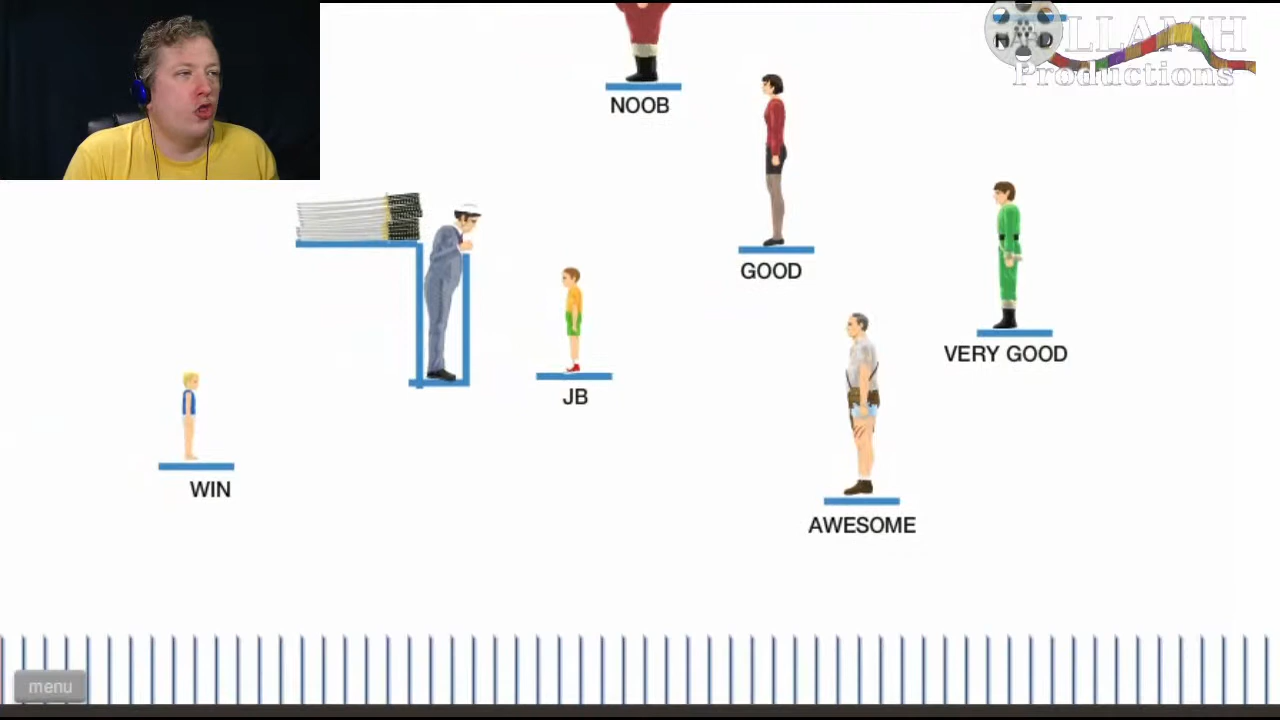 LLAMH
Productions
NOOB
GOOD
VERY GOOD
JB
WIN
AWESOME
menu